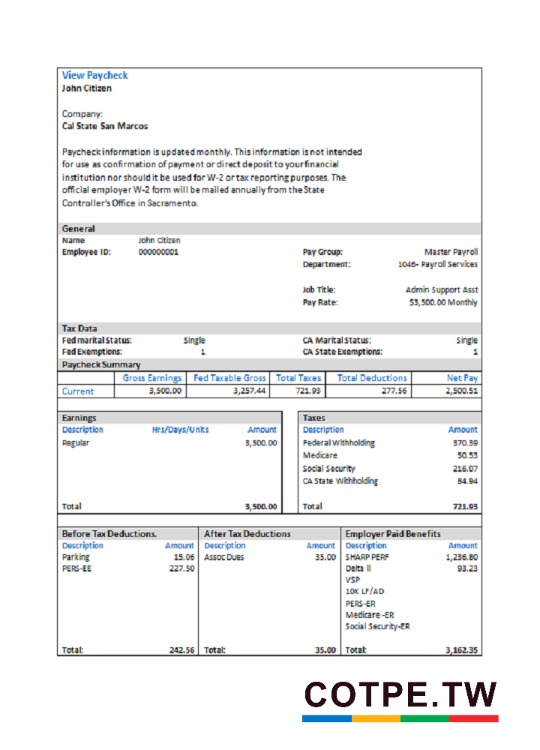 View Paycheck
John Citizen
Company:
Cal State San Marcos
Paycheck information is updated monthly. This information is not intended
for use as confirmation of payment or direct deposit to your financial
institution nor should it be used for W-2 or tax reporting purposes. The
official employer W-2 form will be mailed annually from the State
Controller's Office in Sacramento.
General
Name John Citizen
Employee ID: 000000001 Pay Group: Master Payroll
Department: 1046- Payroll Services
Job Title: Admin Support Asst
Pay Rate: $3,500.00 Monthly
Tax Data
Fed marital Status: Single CA Marital Status: Single
Fed Exemptions: 1 CA State Exemptions: 1
Paycheck Summary
Gross Earnings Fed Taxable Gross Total Taxes Total Deductions Net Pay
Current 3,500.00 3,257.44 721.93 277.56 2,500.51
Earnings Taxes
Description Hrs/Days/Units Amount Description Amount
Regular 3,500.00 Federal Withholding 370.39
Medicare 50.53
Social Security 216.07
CA State Withholding 84.94
Total 3,500.00 Total 721.93
Before Tax Deductions. After Tax Deductions Employer Paid Benefits
Description Amount Description Amount Description Amount
Parking 15.06 Assoc Dues 35.00 SHARP PERF 1,236.80
PERS-EE 227.50 Delta II 93.23
VSP
10K LF/AD
PERS-ER
Medicare -ER
Social Security-ER
Total: 242.56 Total: 35.00 Total: 3,162.35
COTPE.TW